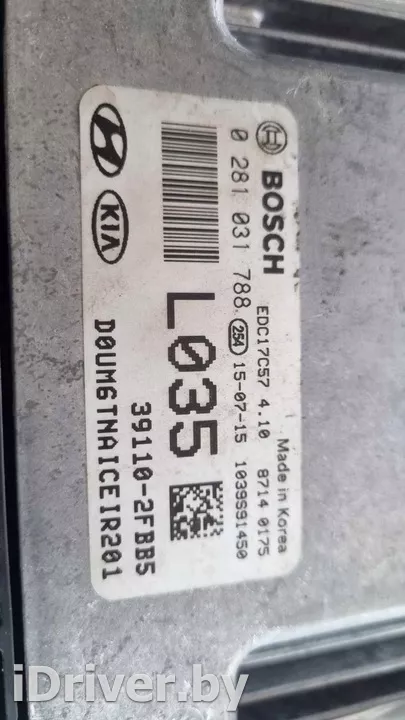 BOSCH
EDC17C57 4.10 8714 0175
Made in Korea
0 281 031 788 254 15-07-15 1039S91450
L035
39110-2FBB5
KIA
D0UM6TNAICEIR201
iDriver.by